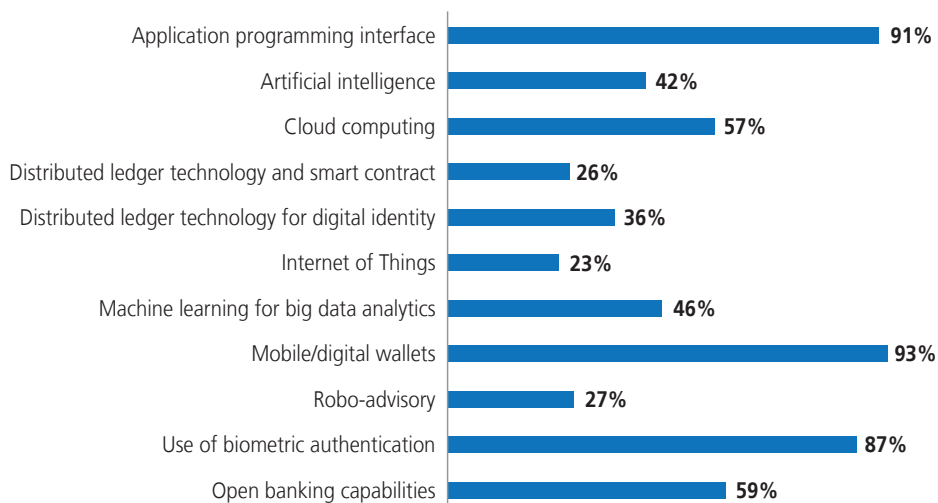 Application programming interface 91%
Artificial intelligence 42%
Cloud computing 57%
Distributed ledger technology and smart contract 26%
Distributed ledger technology for digital identity 36%
Internet of Things 23%
Machine learning for big data analytics 46%
Mobile/digital wallets 93%
Robo-advisory 27%
Use of biometric authentication 87%
Open banking capabilities 59%